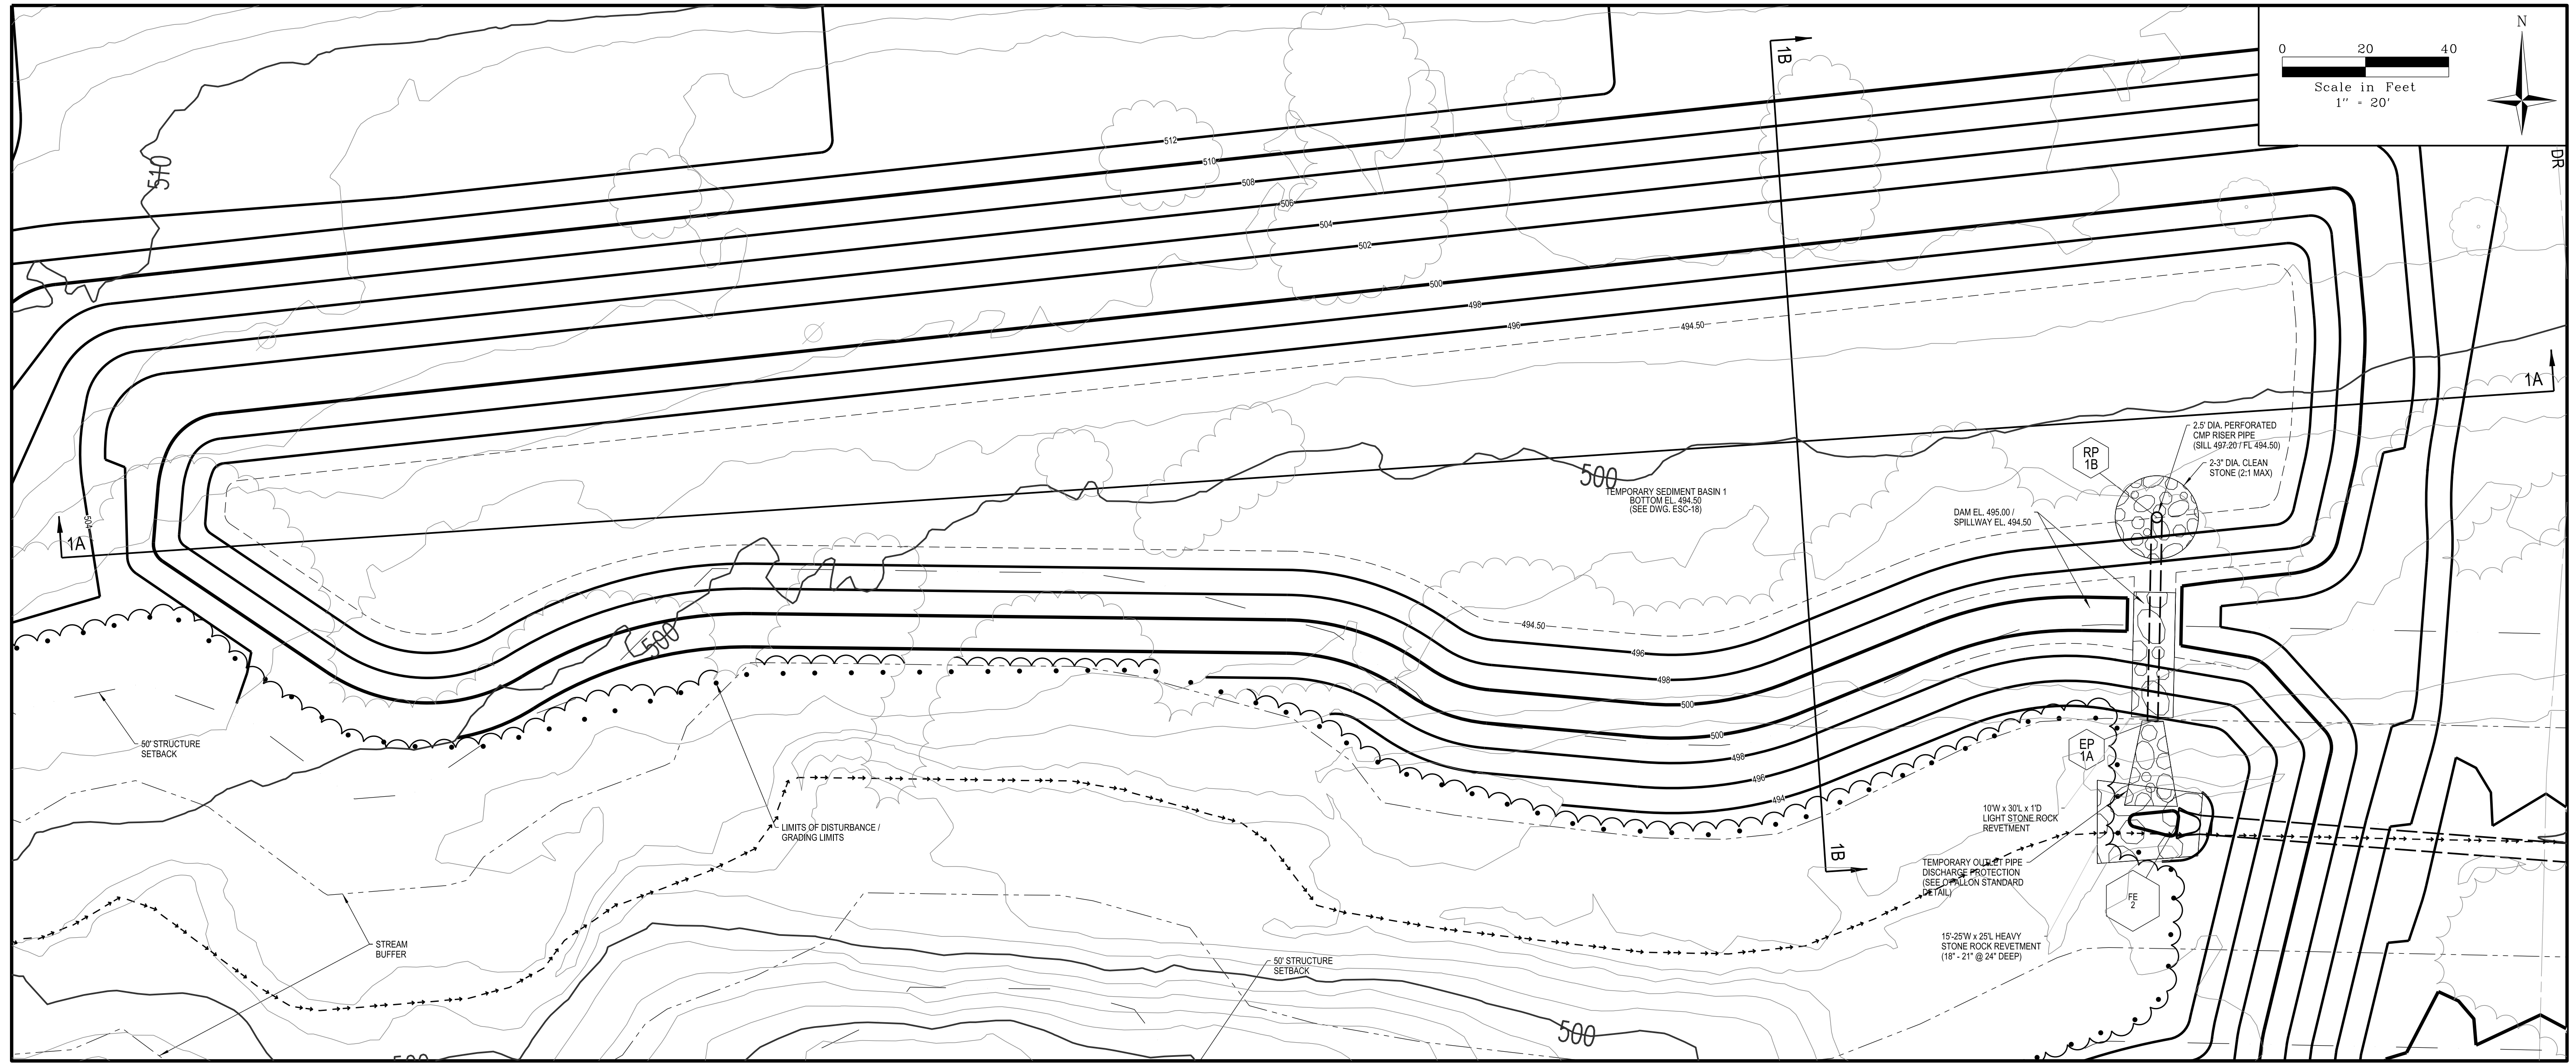 N
0 20 40
Scale in Feet
1" = 20'
DR
1B
510
512
510
508
506
504
502
500
498
496
494.50
1A
2.5' DIA. PERFORATED
CMP RISER PIPE
(SILL 497.20 / FL 494.50)
2-3" DIA. CLEAN
STONE (2:1 MAX)
RP
1B
500
TEMPORARY SEDIMENT BASIN 1
BOTTOM EL. 494.50
(SEE DWG. ESC-18)
DAM EL. 495.00 /
SPILLWAY EL. 494.50
504
1A
494.50
500
496
498
500
500
498
496
494
50' STRUCTURE
SETBACK
EP
1A
LIMITS OF DISTURBANCE /
GRADING LIMITS
10'W x 30'L x 1'D
LIGHT STONE ROCK
REVETMENT
1B
TEMPORARY OUTLET PIPE
DISCHARGE PROTECTION
(SEE O'FALLON STANDARD
DETAIL)
FE
2
STREAM
BUFFER
15'-25'W x 25'L HEAVY
STONE ROCK REVETMENT
(18" - 21" @ 24" DEEP)
50' STRUCTURE
SETBACK
500
500